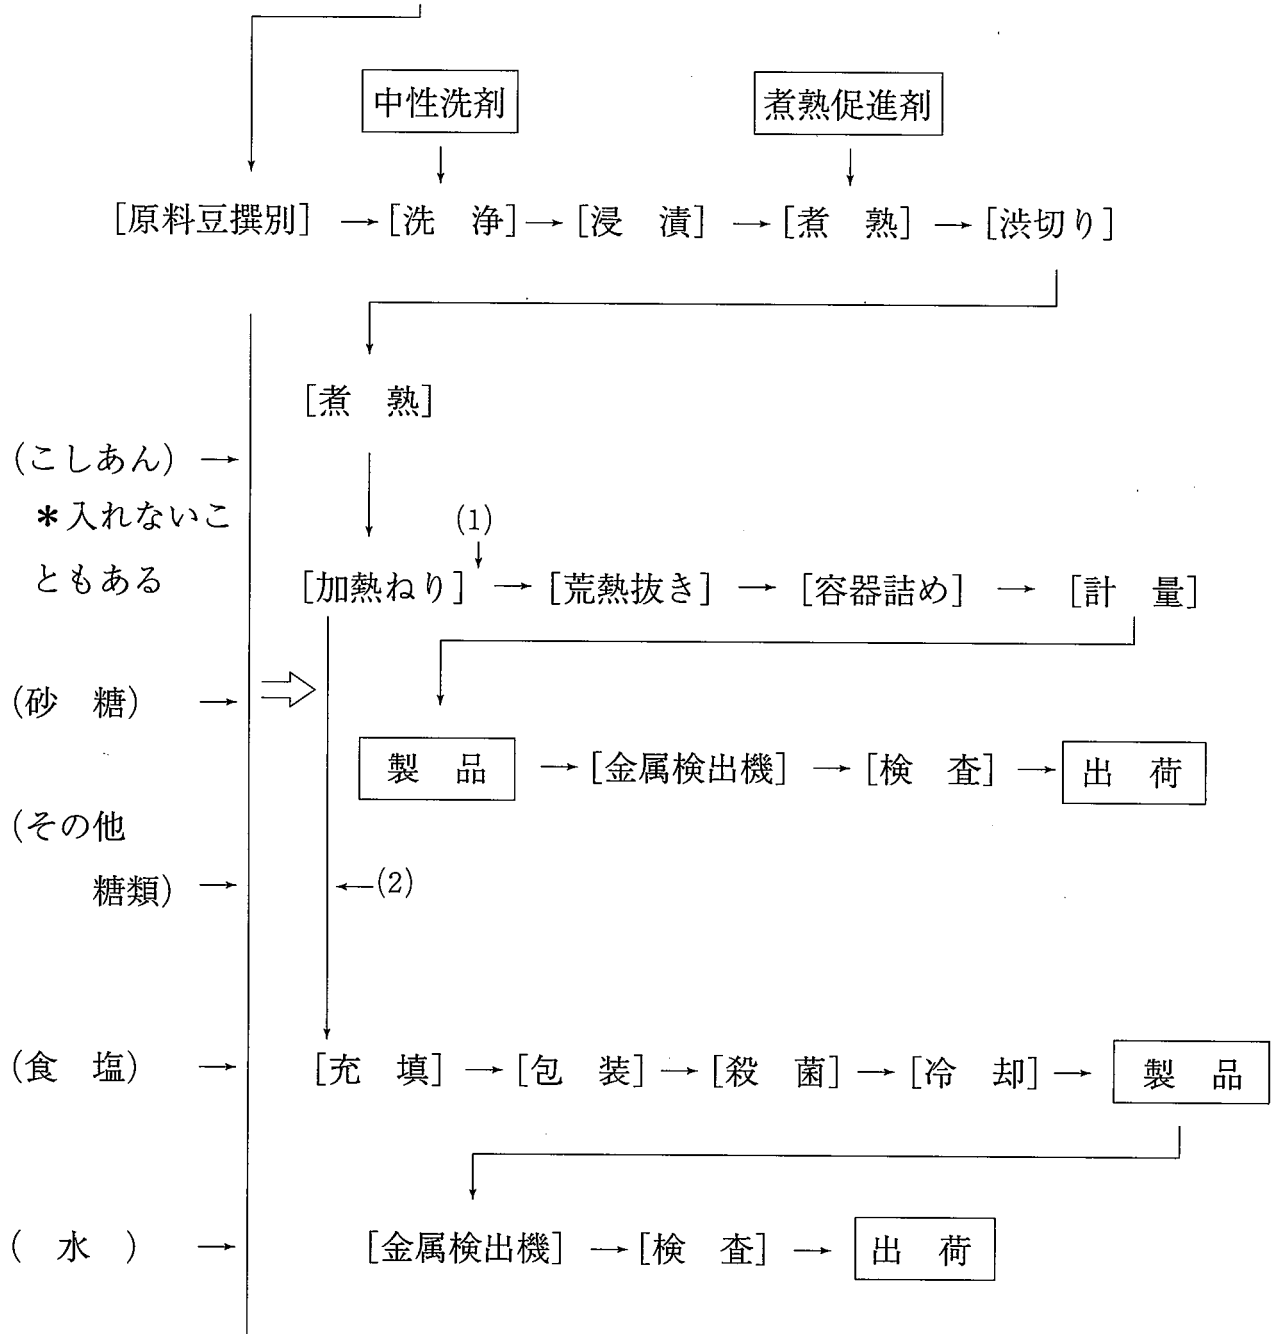 中性洗剤
煮熟促進剤
[原料豆撰別] → [洗 浄] → [浸 漬] → [煮 熟] → [渋切り]
[煮 熟]
(こしあん) →
＊入れないこ
ともある
(1)
[加熱ねり] → [荒熱抜き] → [容器詰め] → [計 量]
(砂 糖) →
製 品 → [金属検出機] → [検 査] → 出 荷
(その他
糖類) →
←(2)
(食 塩) →
[充 填] → [包 装] → [殺 菌] → [冷 却] → 製 品
( 水 ) →
[金属検出機] → [検 査] → 出 荷